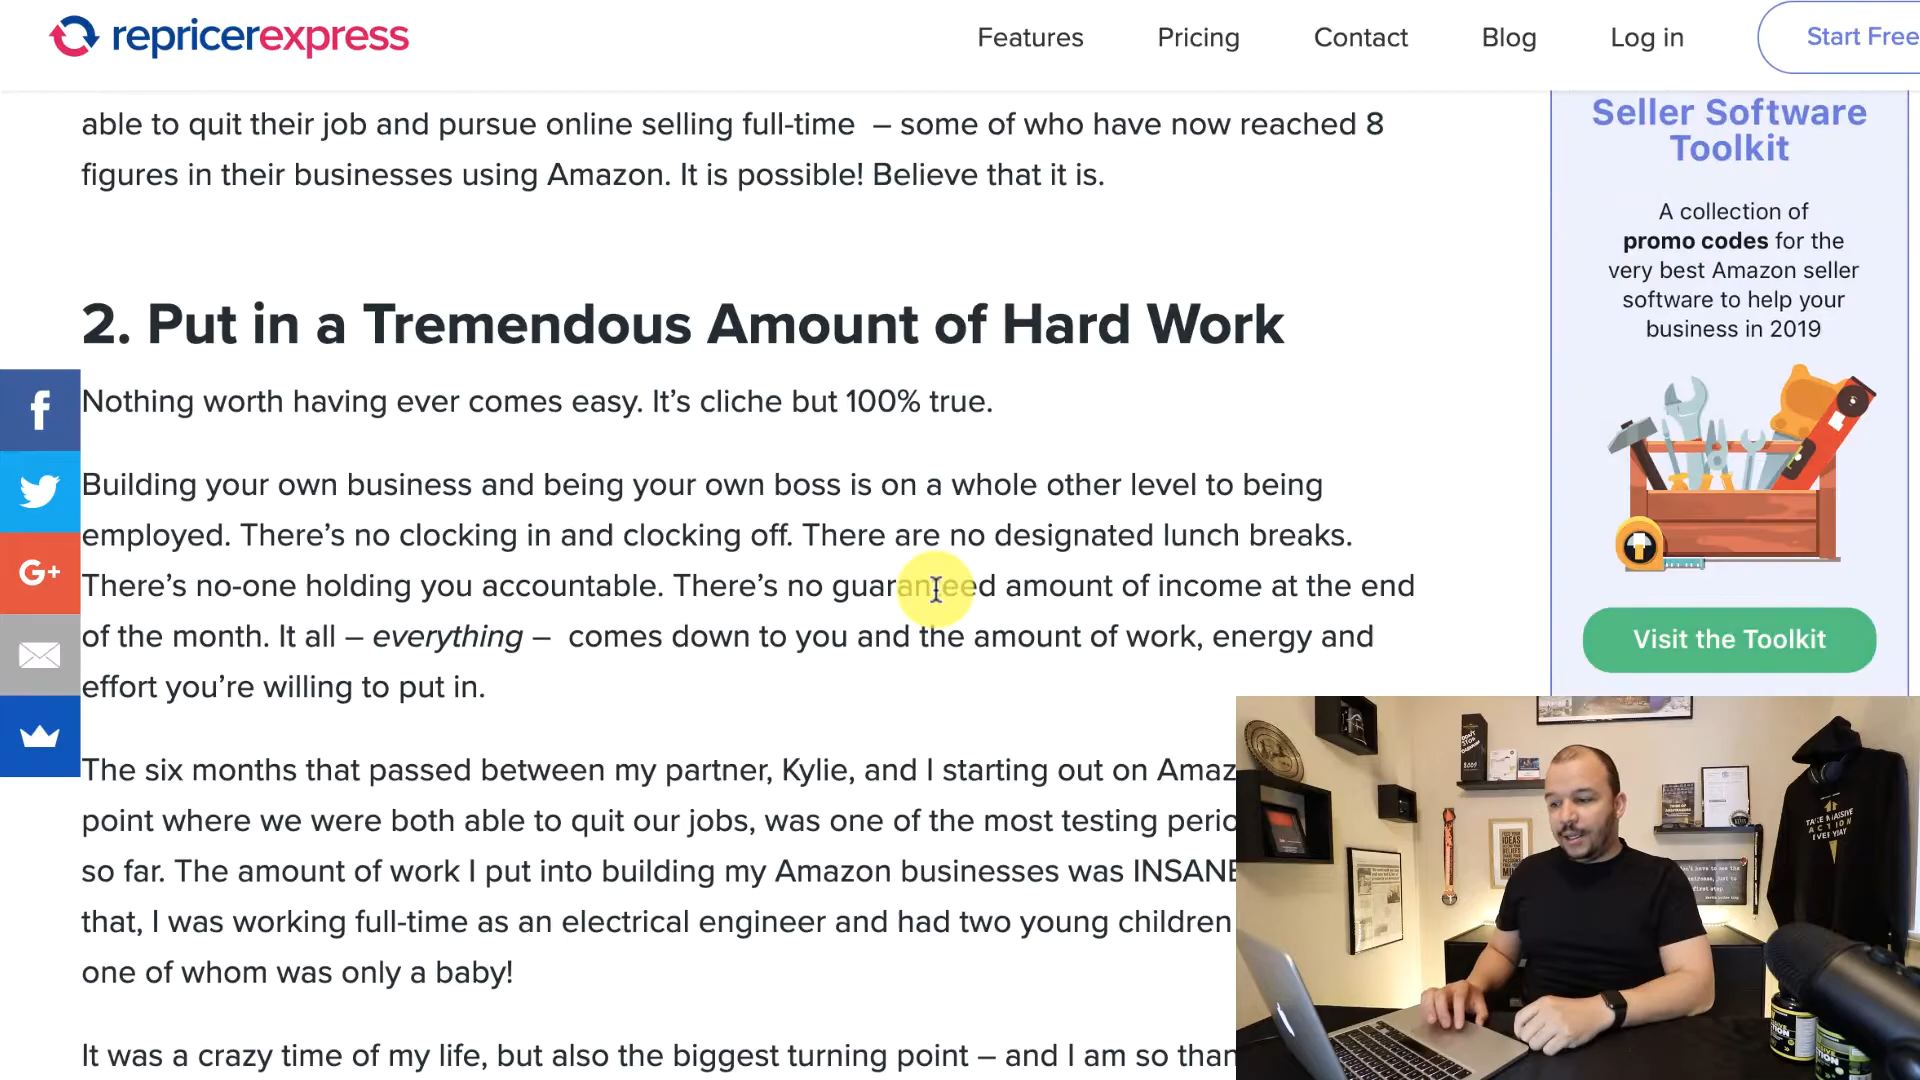 repricerexpress
Features
Pricing
Contact
Blog
Log in
Start Free
able to quit their job and pursue online selling full-time – some of who have now reached 8
figures in their businesses using Amazon. It is possible! Believe that it is.
2. Put in a Tremendous Amount of Hard Work
Nothing worth having ever comes easy. It's cliche but 100% true.
Building your own business and being your own boss is on a whole other level to being
employed. There's no clocking in and clocking off. There are no designated lunch breaks.
There's no-one holding you accountable. There's no guaranteed amount of income at the end
of the month. It all – everything – comes down to you and the amount of work, energy and
effort you're willing to put in.
The six months that passed between my partner, Kylie, and I starting out on Amaz
point where we were both able to quit our jobs, was one of the most testing perio
so far. The amount of work I put into building my Amazon businesses was INSANE
that, I was working full-time as an electrical engineer and had two young children
one of whom was only a baby!
It was a crazy time of my life, but also the biggest turning point – and I am so than
Seller Software
Toolkit
A collection of
promo codes for the
very best Amazon seller
software to help your
business in 2019
Visit the Toolkit
f
G+
TAKE MASSIVE
ACTION
EVERYDAY